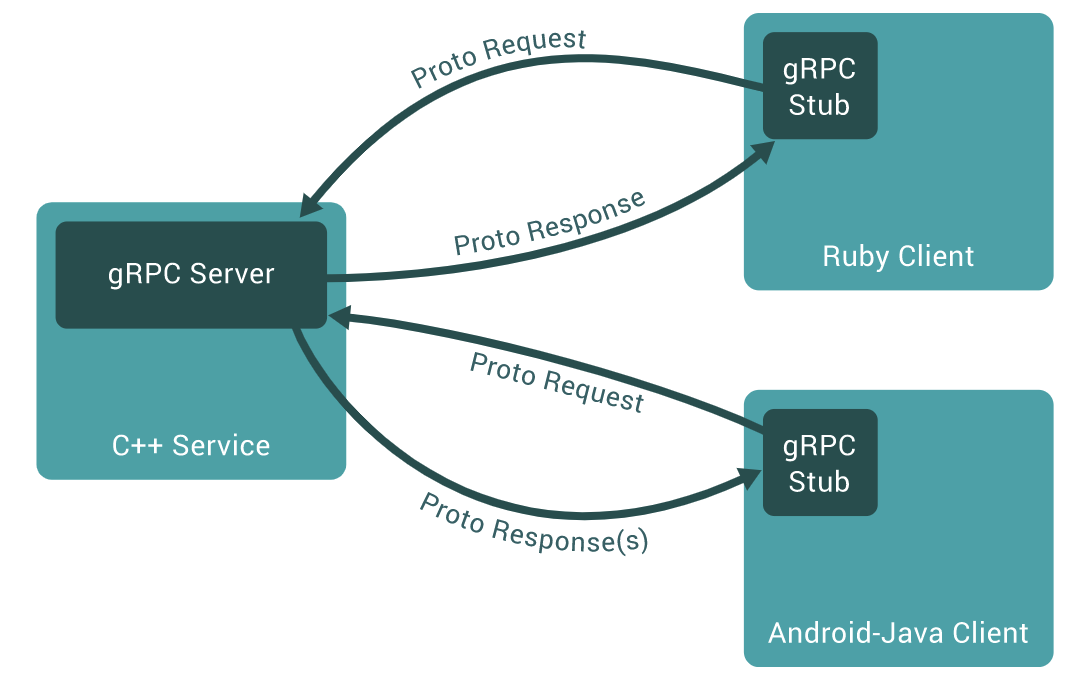 Proto Request
gRPC
Stub
Proto Response
Ruby Client
gRPC Server
C++ Service
Proto Request
gRPC
Stub
Proto Response(s)
Android-Java Client